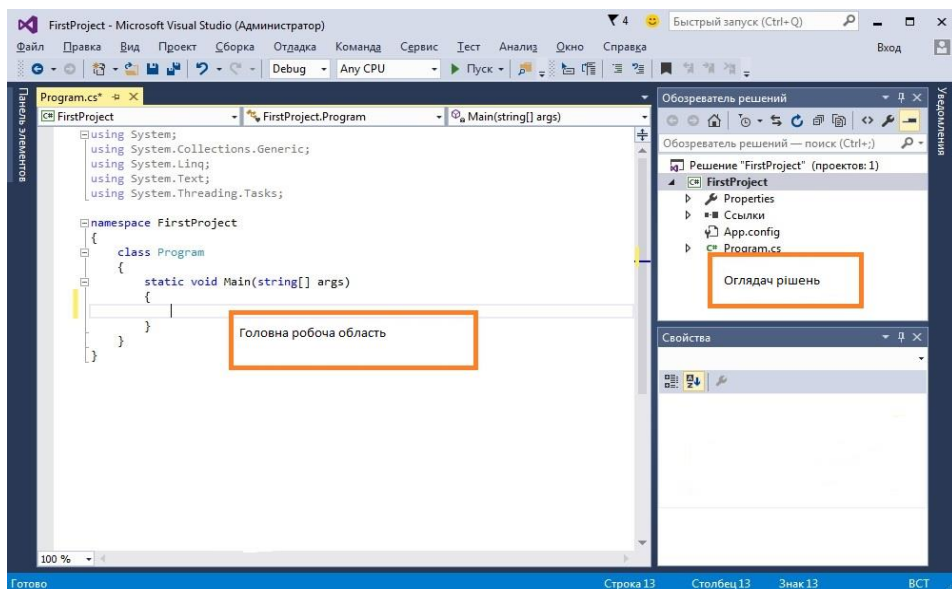 FirstProject - Microsoft Visual Studio (Администратор)
4
Быстрый запуск (Ctrl+Q)
Файл Правка Вид Проект Сборка Отладка Команда Сервис Тест Анализ Окно Справка
Вход
Debug Any CPU Пуск
Панель элементов
Program.cs*
FirstProject FirstProject.Program Main(string[] args)
using System;
using System.Collections.Generic;
using System.Linq;
using System.Text;
using System.Threading.Tasks;
namespace FirstProject
{
class Program
{
static void Main(string[] args)
{
}
}
}
Головна робоча область
100 %
Обозреватель решений
Обозреватель решений — поиск (Ctrl+;)
Решение "FirstProject" (проектов: 1)
C# FirstProject
Properties
Ссылки
App.config
C# Program.cs
Оглядач рішень
Свойства
Уведомления
Готово
Строка 13 Столбец 13 Знак 13 ВСТ